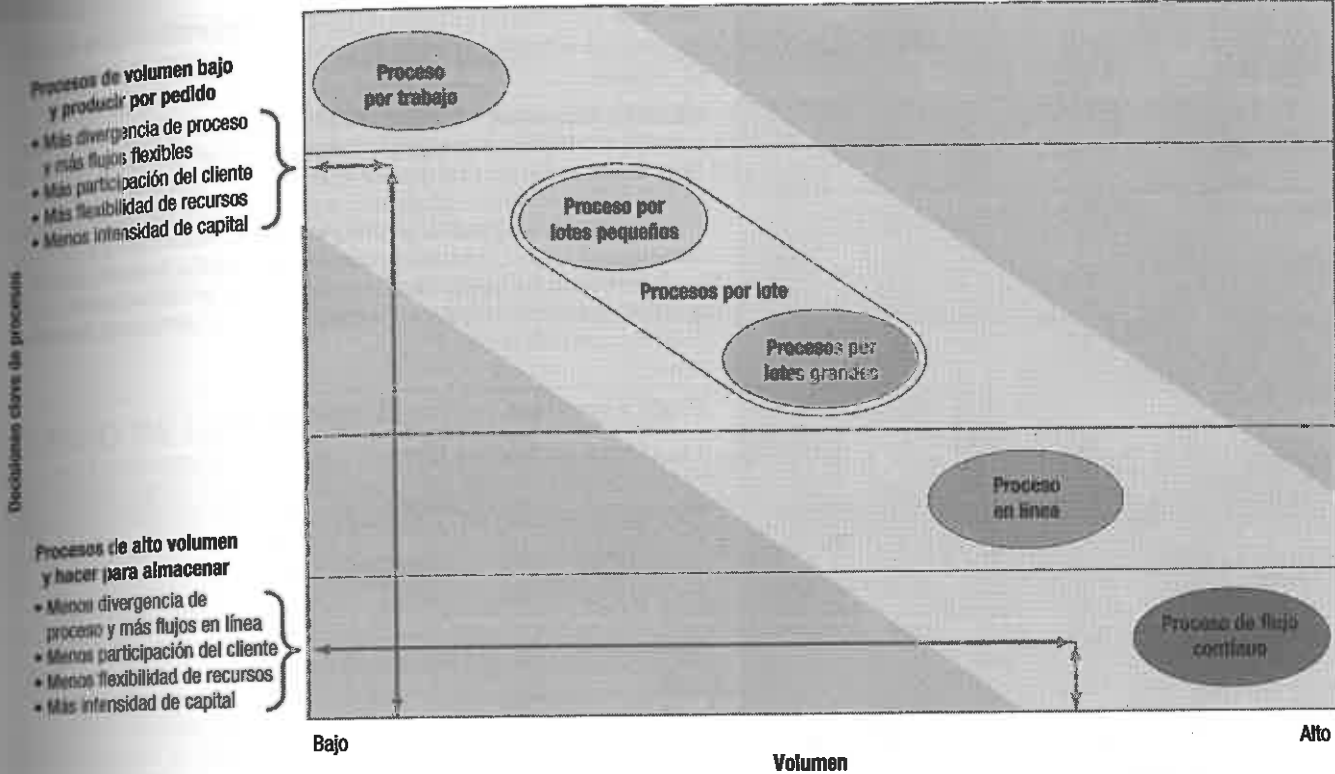 Decisiones clave de procesos
Procesos de volumen bajo
y producir por pedido
• Más divergencia de proceso
y más flujos flexibles
• Más participación del cliente
• Más flexibilidad de recursos
• Menos intensidad de capital
Procesos de alto volumen
y hacer para almacenar
• Menos divergencia de
proceso y más flujos en línea
• Menos participación del cliente
• Menos flexibilidad de recursos
• Más intensidad de capital
Proceso
por trabajo
Proceso por
lotes pequeños
Procesos por lote
Procesos por
lotes grandes
Proceso
en línea
Proceso de flujo
continuo
Bajo
Alto
Volumen